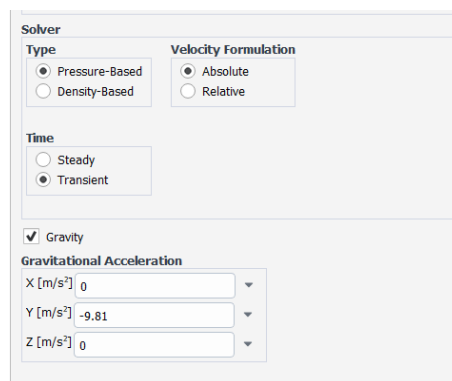 Solver
Type Velocity Formulation
Pressure-Based Absolute
Density-Based Relative
Time
Steady
Transient
Gravity
Gravitational Acceleration
X [m/s²] 0
Y [m/s²] -9.81
Z [m/s²] 0